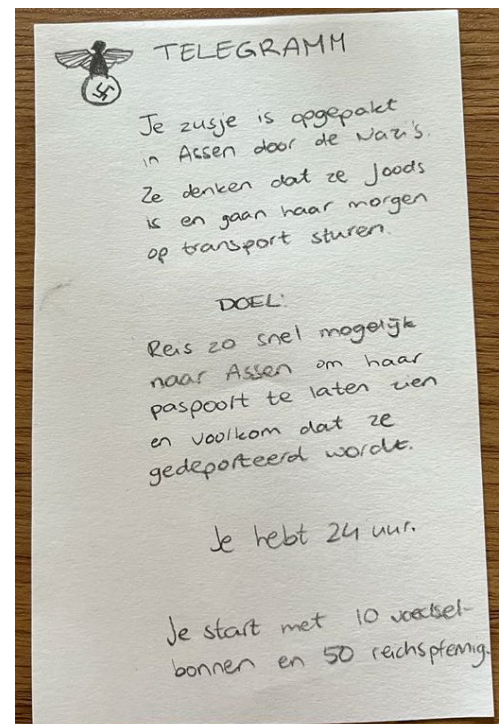 TELEGRAMM
Je zusje is opgepakt
in Assen door de Nazi's.
Ze denken dat ze Joods
is en gaan haar morgen
op transport sturen.
DOEL:
Reis zo snel mogelijk
naar Assen om haar
paspoort te laten zien
en voorkom dat ze
gedeporteerd wordt.
Je hebt 24 uur.
Je start met 10 voedsel-
bonnen en 50 reichspfennig.